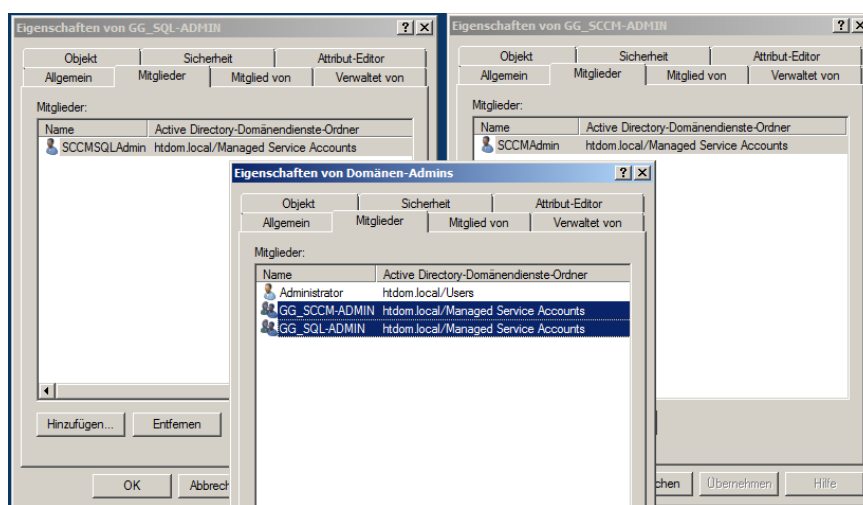 Eigenschaften von GG_SQL-ADMIN
Objekt Sicherheit Attribut-Editor
Allgemein Mitglieder Mitglied von Verwaltet von
Mitglieder:
Name Active Directory-Domänendienste-Ordner
SCCMSQLAdmin htdom.local/Managed Service Accounts
Hinzufügen... Entfernen
OK Abbrech
Eigenschaften von GG_SCCM-ADMIN
Objekt Sicherheit Attribut-Editor
Allgemein Mitglieder Mitglied von Verwaltet von
Mitglieder:
Name Active Directory-Domänendienste-Ordner
SCCMAdmin htdom.local/Managed Service Accounts
chen Übernehmen Hilfe
Eigenschaften von Domänen-Admins
Objekt Sicherheit Attribut-Editor
Allgemein Mitglieder Mitglied von Verwaltet von
Mitglieder:
Name Active Directory-Domänendienste-Ordner
Administrator htdom.local/Users
GG_SCCM-ADMIN htdom.local/Managed Service Accounts
GG_SQL-ADMIN htdom.local/Managed Service Accounts